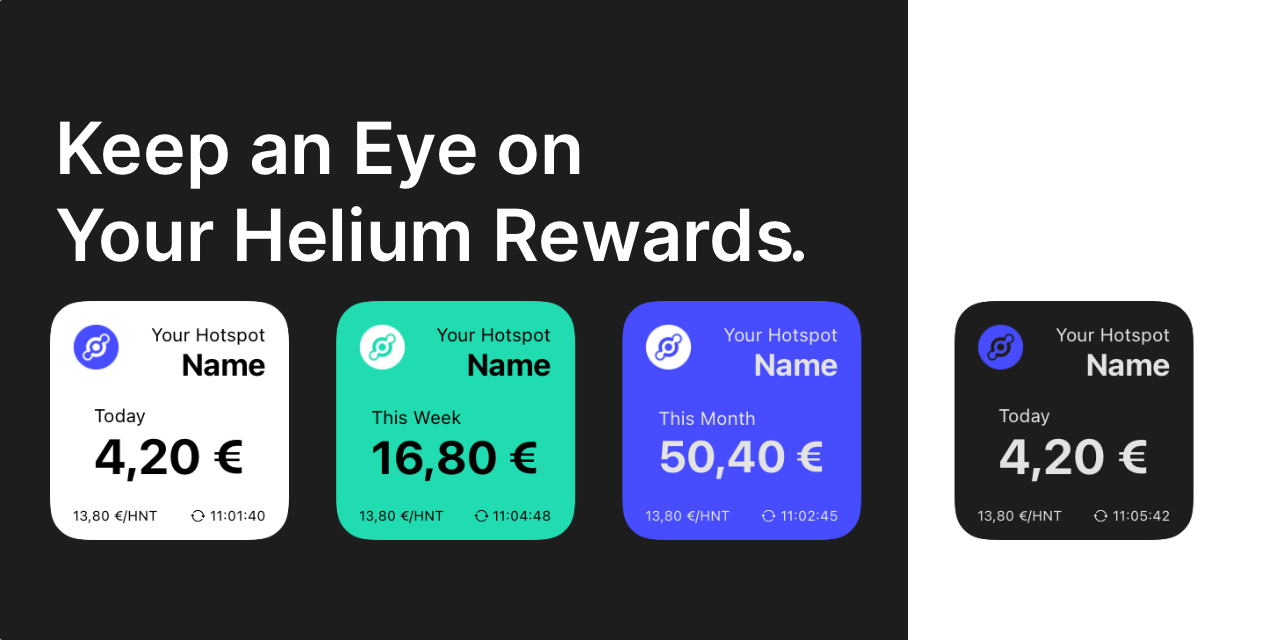 Keep an Eye on
Your Helium Rewards.
Your Hotspot
Name
Today
4,20 €
13,80 €/HNT 11:01:40
Your Hotspot
Name
This Week
16,80 €
13,80 €/HNT 11:04:48
Your Hotspot
Name
This Month
50,40 €
13,80 €/HNT 11:02:45
Your Hotspot
Name
Today
4,20 €
13,80 €/HNT 11:05:42